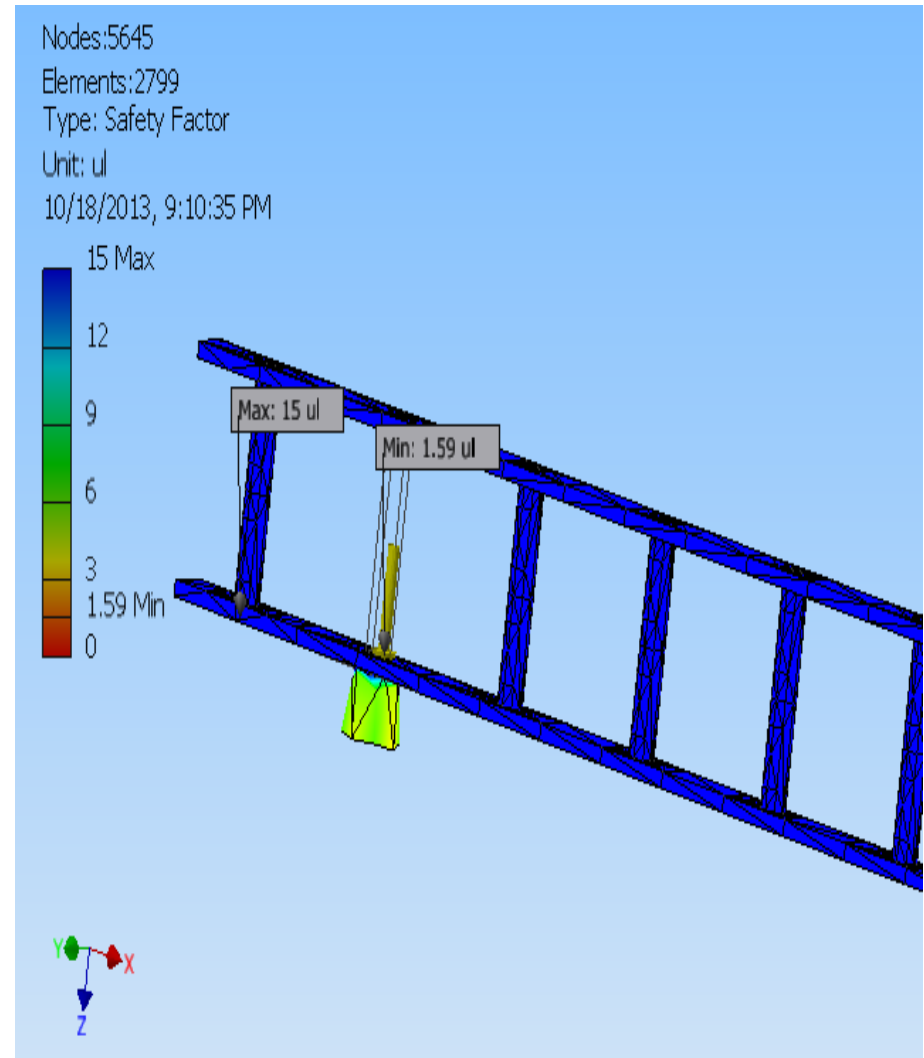 Nodes:5645
Elements:2799
Type: Safety Factor
Unit: ul
10/18/2013, 9:10:35 PM
15 Max
12
9
6
3
1.59 Min
0
Max: 15 ul
Min: 1.59 ul
Y
X
Z